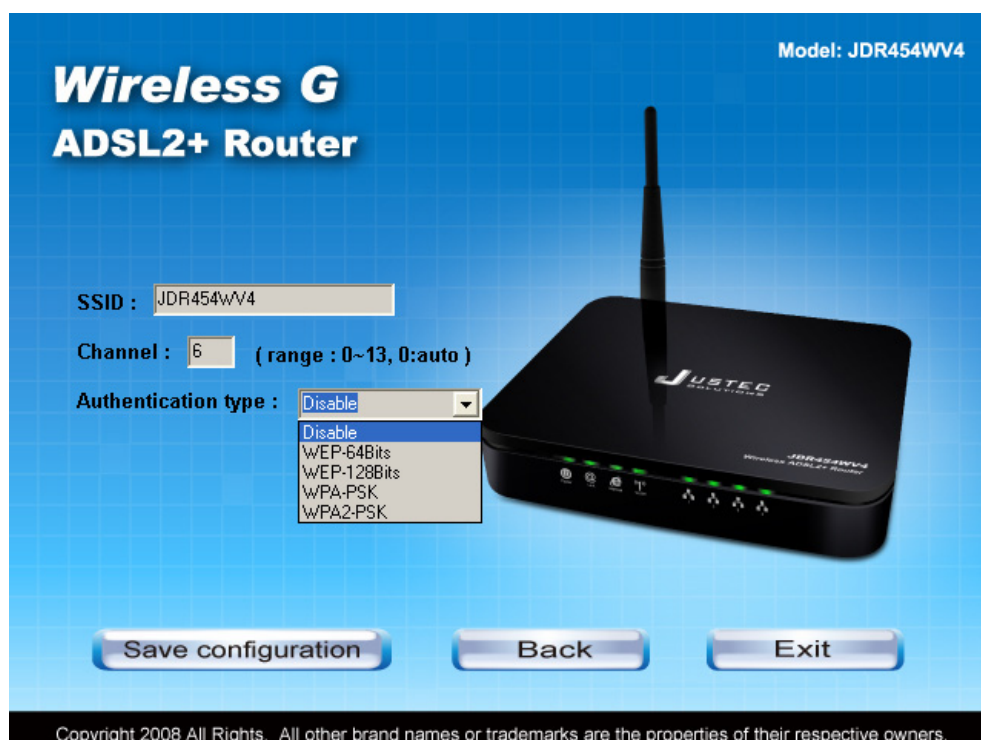 Model: JDR454WV4
Wireless G
ADSL2+ Router
SSID : JDR454WV4
Channel : 6 ( range : 0~13, 0:auto )
Authentication type : Disable
Disable
WEP-64Bits
WEP-128Bits
WPA-PSK
WPA2-PSK
JUSTEC
SOLUTIONS
JDR454WV4
Wireless ADSL2+ Router
Save configuration Back Exit
Copyright 2008 All Rights. All other brand names or trademarks are the properties of their respective owners.